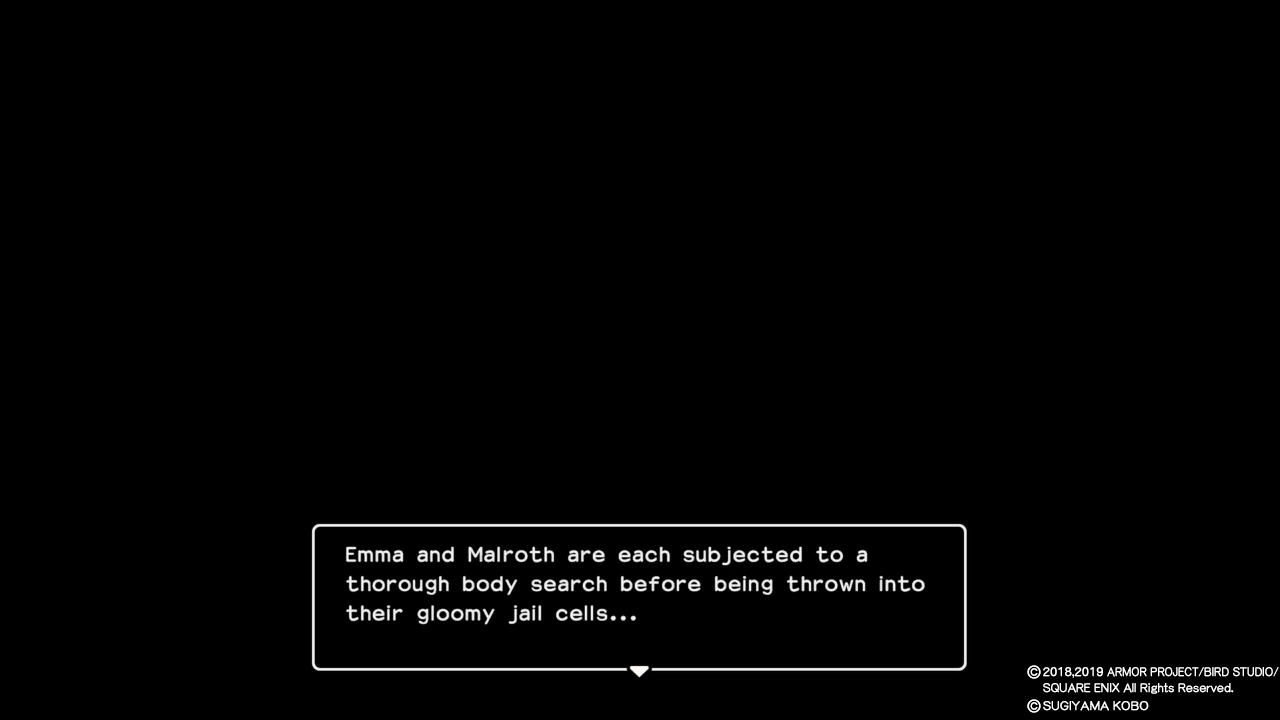 Emma and Malroth are each subjected to a
thorough body search before being thrown into
their gloomy jail cells...
©2018,2019 ARMOR PROJECT/BIRD STUDIO/
SQUARE ENIX All Rights Reserved.
©SUGIYAMA KOBO